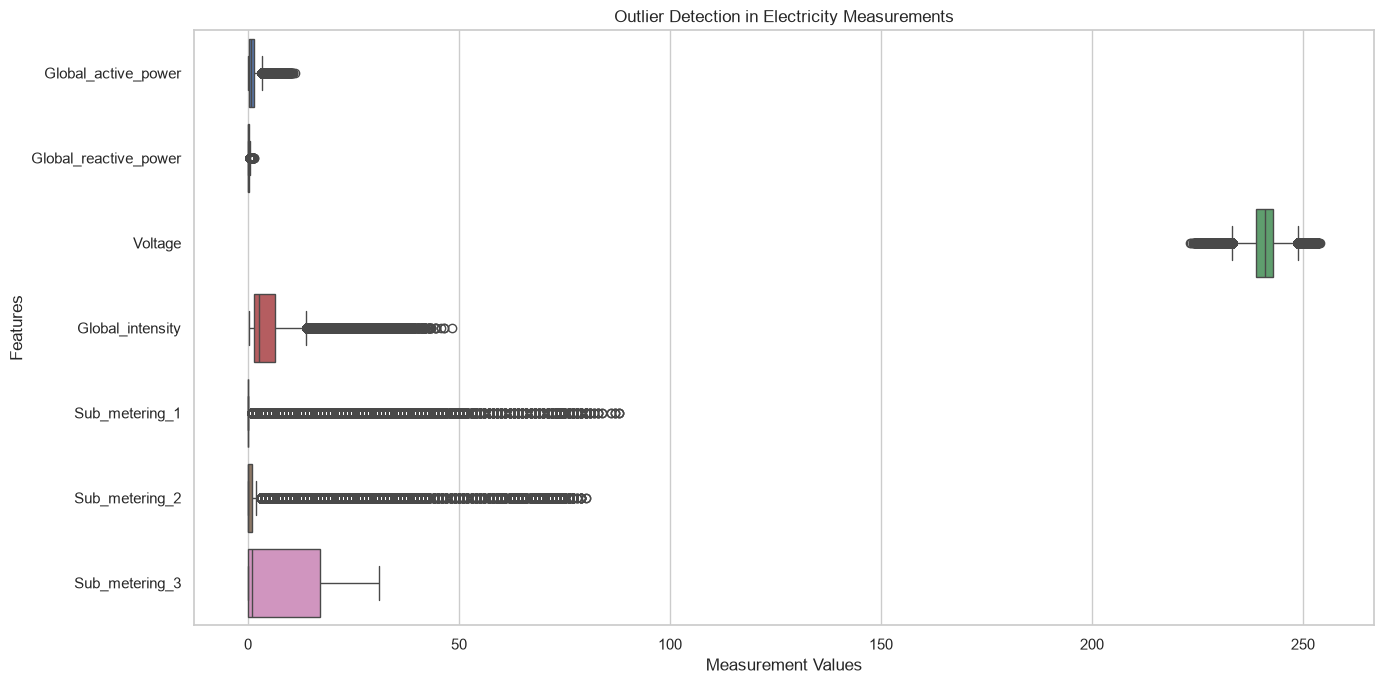 Outlier Detection in Electricity Measurements
Global_active_power
Global_reactive_power
Voltage
Global_intensity
Sub_metering_1
Sub_metering_2
Sub_metering_3
Features
0 50 100 150 200 250
Measurement Values